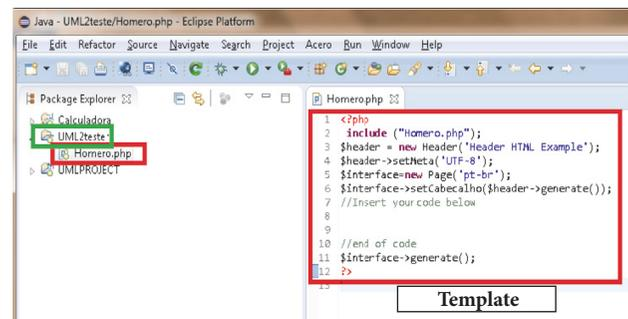 Java - UML2teste/Homero.php - Eclipse Platform
File Edit Refactor Source Navigate Search Project Acero Run Window Help
Package Explorer
Calculadora
UML2teste
Homero.php
UMLPROJECT
Homero.php
1 <?php
2 include ("Homero.php");
3 $header = new Header('Header HTML Example');
4 $header->setMeta('UTF-8');
5 $interface=new Page('pt-br');
6 $interface->setCabecalho($header->generate());
7 //Insert your code below
8
9
10 //end of code
11 $interface->generate();
12 ?>
13
Template